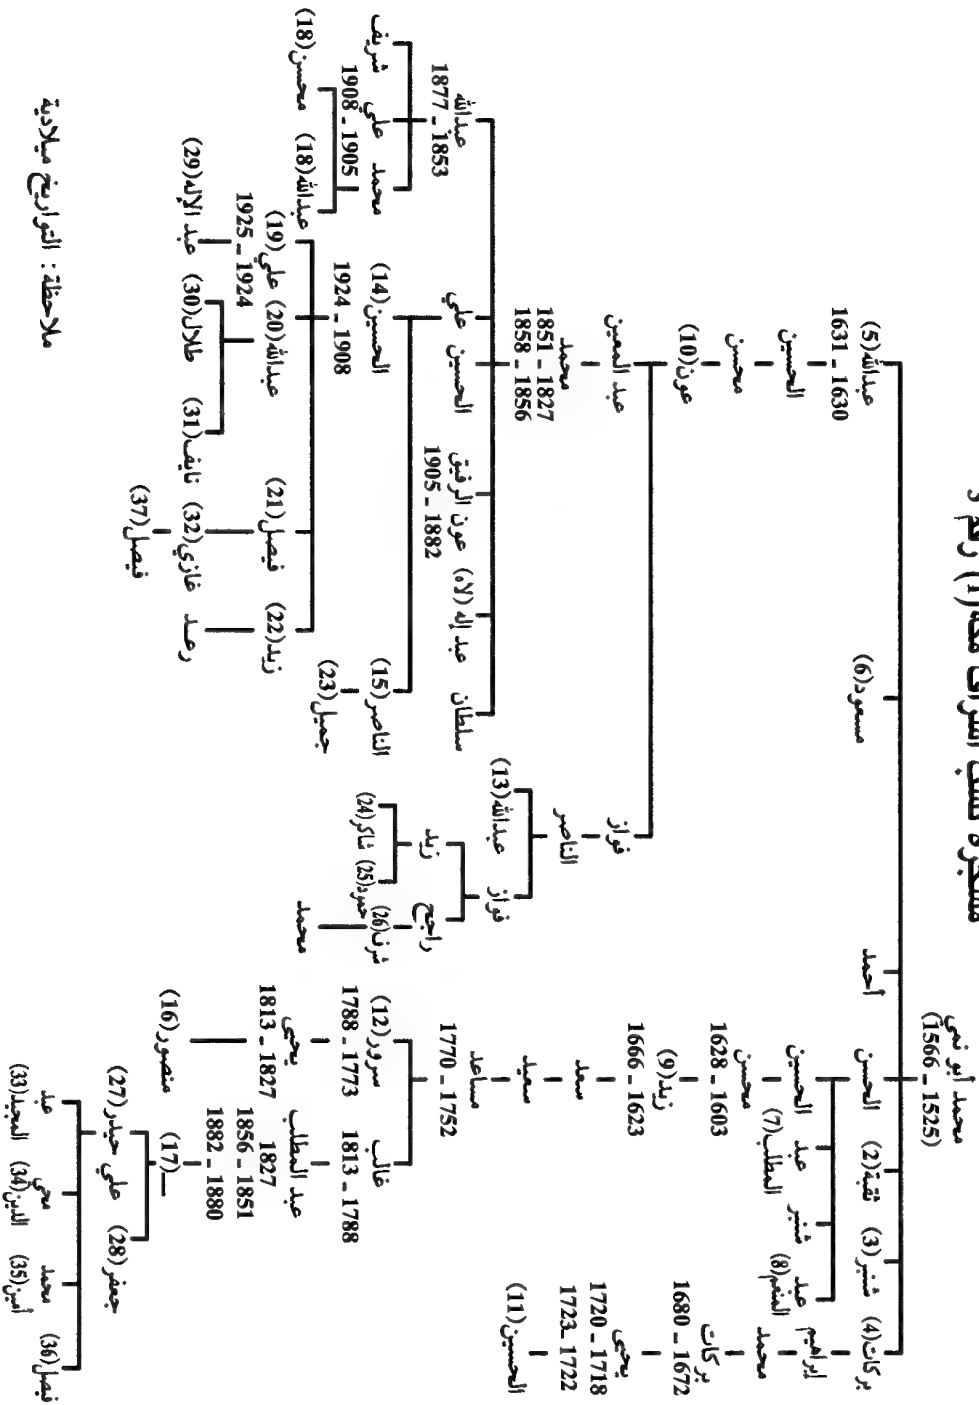 مشجرة نسب أشراف مكة(1) رقم
محمد ابو نمي
(1525 - 1566)
بركات(4) شنبر(3) ثقبة(2) الحسن أحمد مسعود(6) عبدالله(5)
1630 - 1631
إبراهيم
عبد المنعم(8) شنبر عبد المطلب(7) الحسين
الحسين
محمد
محسن
1603 - 1628
محسن
بركات
1672 - 1680
زيد(9)
1623 - 1666
عون(10)
يحيى
1718 - 1720
1722 - 1723
سعد
فواز
عبد المعين
الحسين(11)
سعيد
الناصر
محمد
1827 - 1851
1856 - 1858
مساعد
1752 - 1770
فواز عبدالله(13)
سلطان عبد إله (لاه) عون الرفيق الحسين علي عبدالله
1882 - 1905
1853 - 1877
راجح زيد
غالب سرور(12)
1788 - 1813
1773 - 1788
شرف(26) حمود(25) شاكر(24)
الناصر(15) الحسين(14)
1908 - 1924
محمد علي شريف
1905 - 1908
محمد
جميل(23)
عبدالله(18) محسن(18)
عبد المطلب
1827
1851 - 1856
1880 - 1882
يحيى
1827 - 1813
زيد(22) فيصل(21) عبدالله(20) علي(19)
1924 - 1925
(17)— منصور(16)
رعد غازي(32) نايف(31) طلال(30) عبد الإله(29)
جعفر(28) علي حيدر(27)
فيصل(37)
فيصل(36) محمد أمين(35) محي الدين(34) عبد المجيد(33)
ملاحظة: التواريخ ميلادية